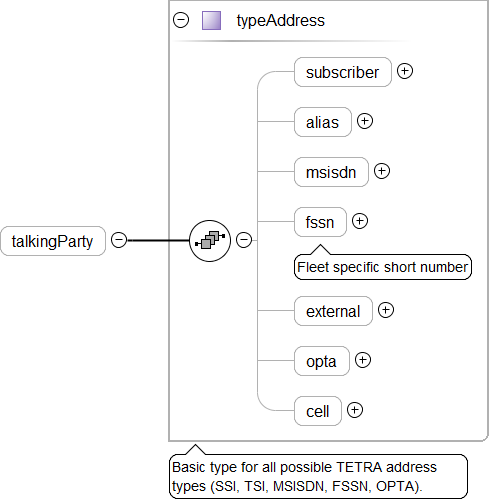 typeAddress
subscriber
alias
msisdn
talkingParty
fssn
Fleet specific short number
external
opta
cell
Basic type for all possible TETRA address
types (SSI, TSI, MSISDN, FSSN, OPTA).